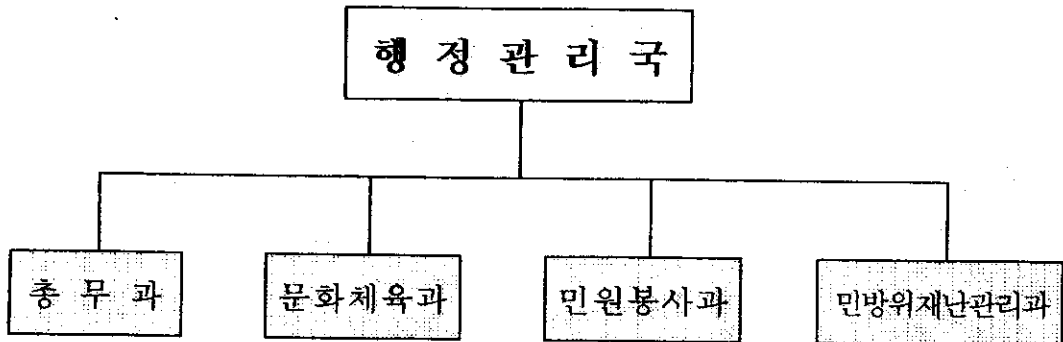 행 정 관 리 국
총 무 과
문화체육과
민원봉사과
민방위재난관리과